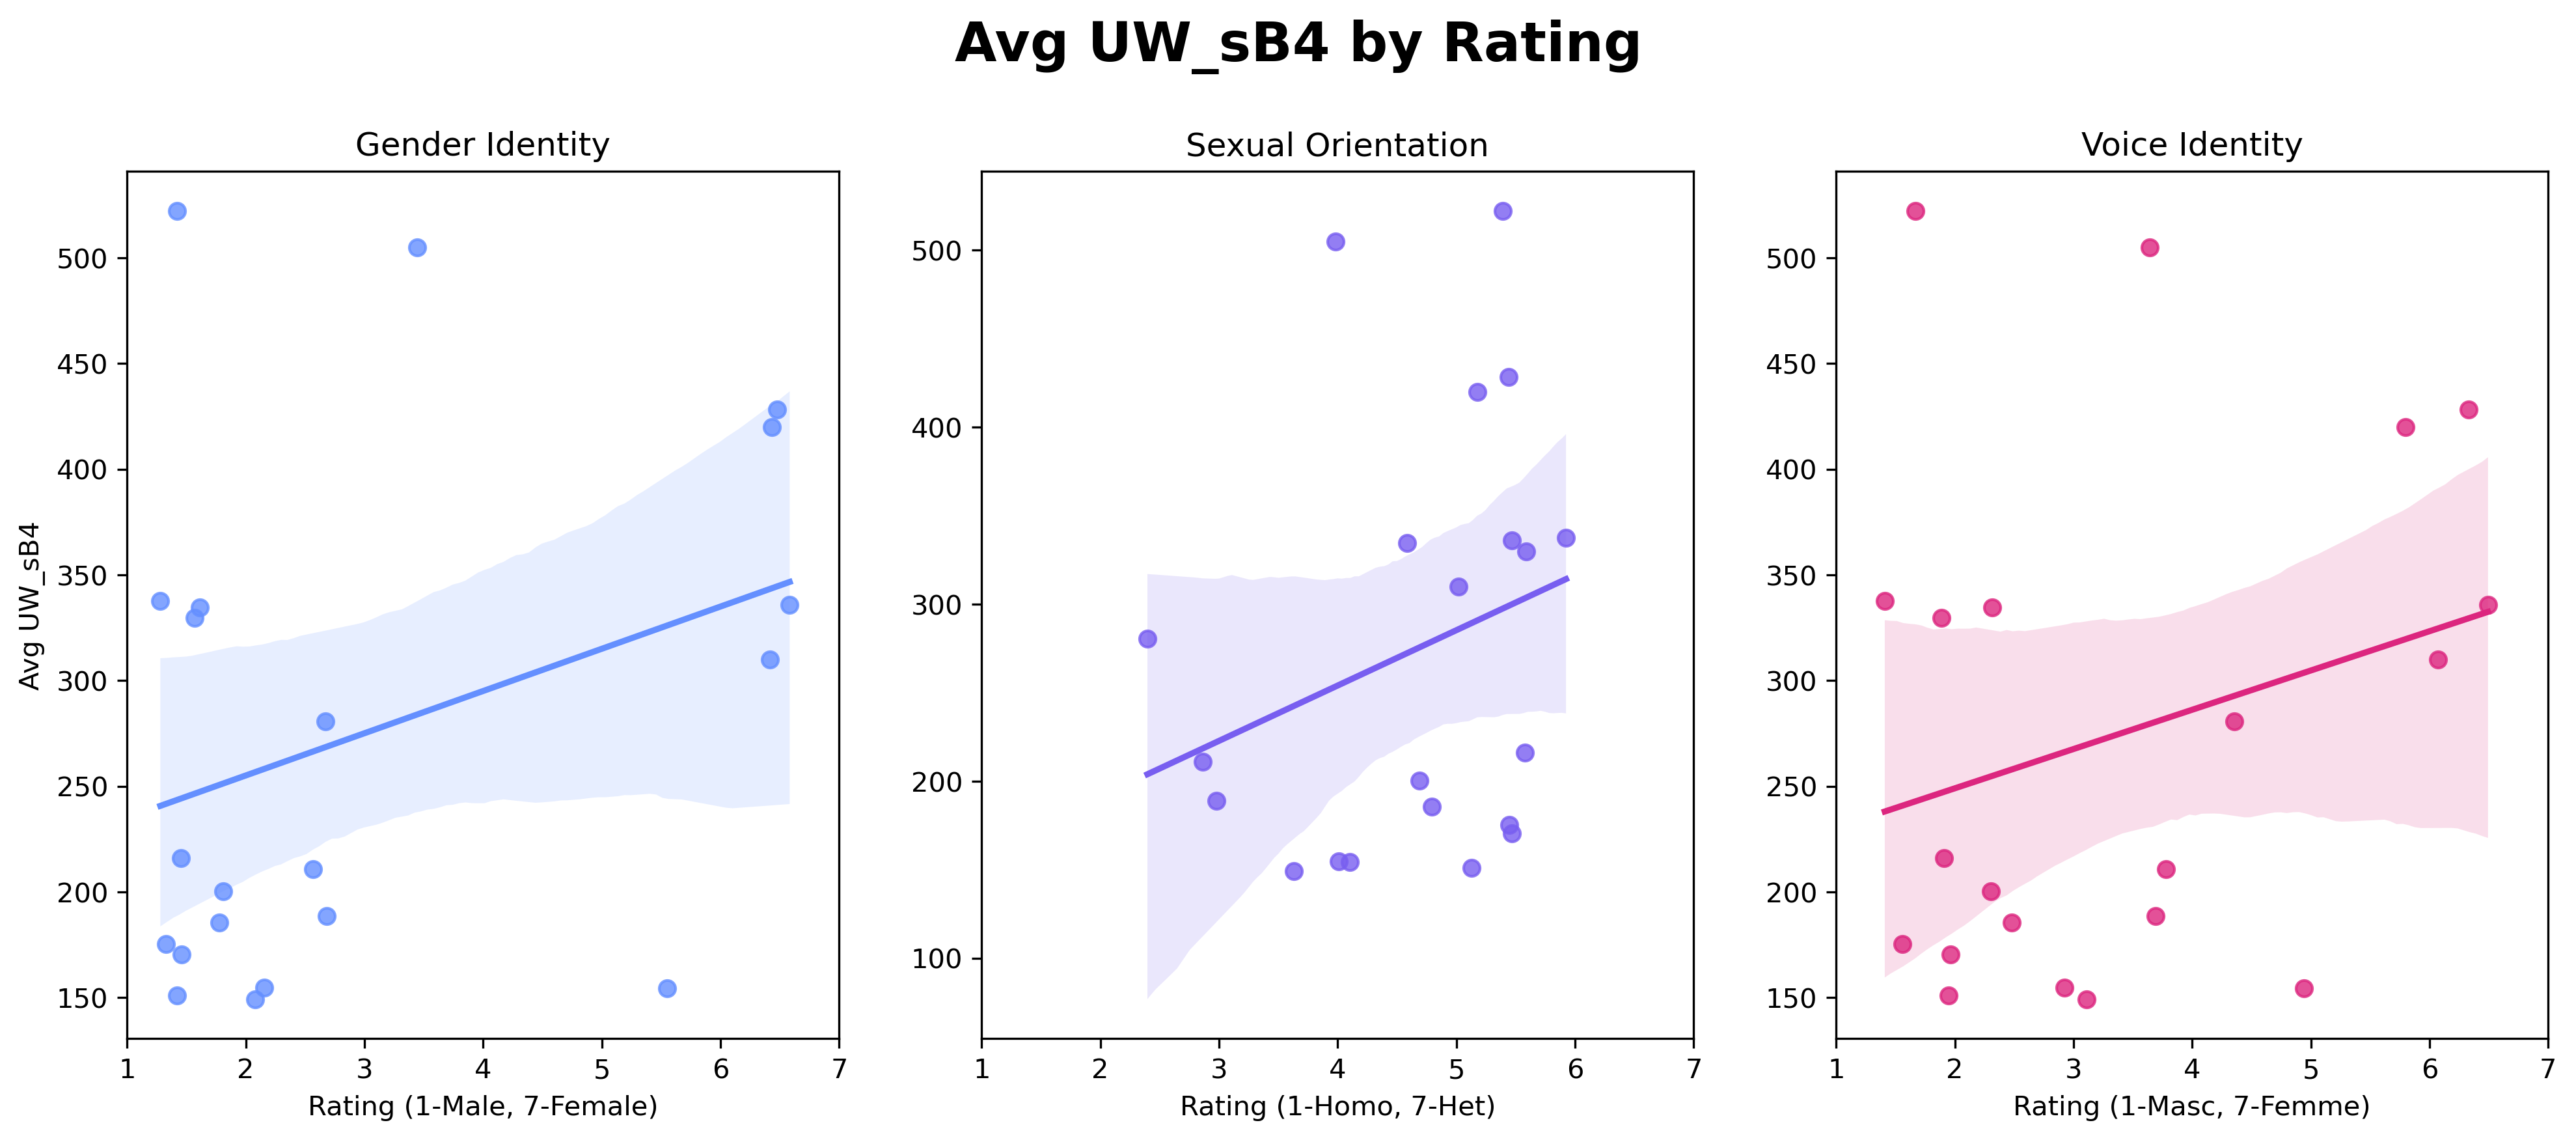 Avg UW_sB4 by Rating
Gender Identity
Sexual Orientation
Voice Identity
Avg UW_sB4
500
450
400
350
300
250
200
150
1 2 3 4 5 6 7
Rating (1-Male, 7-Female)
500
400
300
200
100
1 2 3 4 5 6 7
Rating (1-Homo, 7-Het)
500
450
400
350
300
250
200
150
1 2 3 4 5 6 7
Rating (1-Masc, 7-Femme)